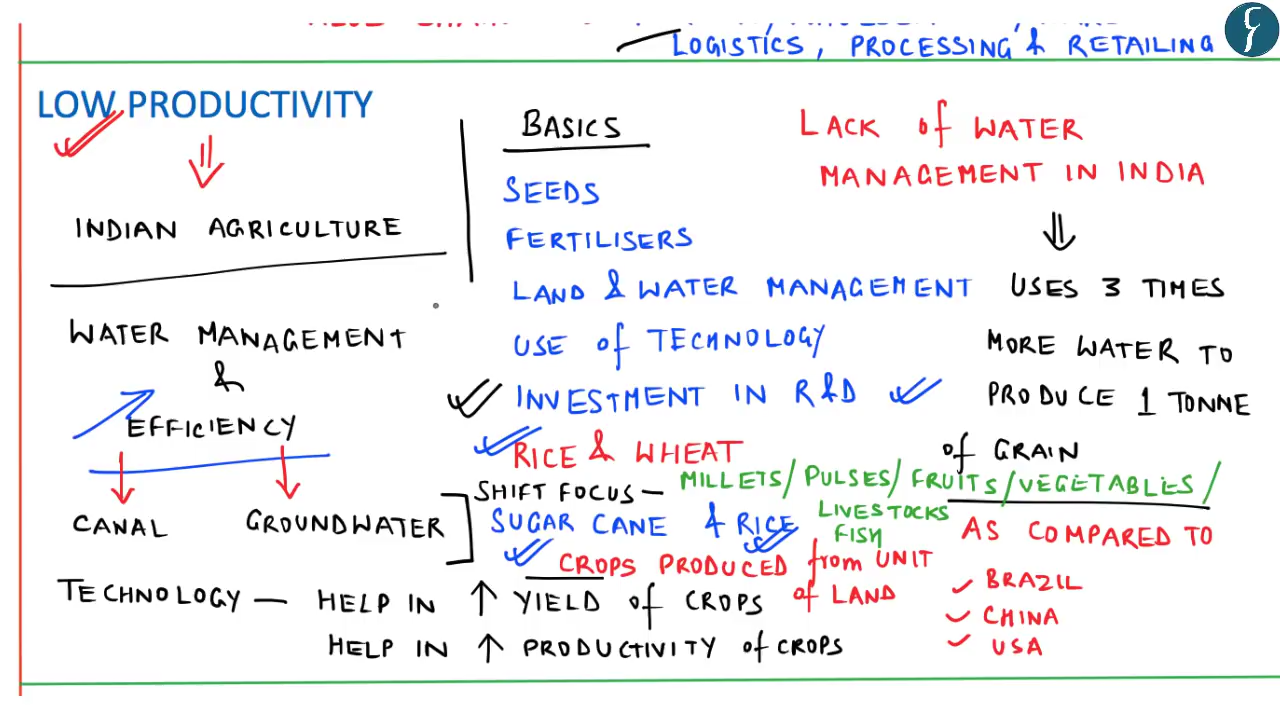 LOGISTICS, PROCESSING & RETAILING
LOW PRODUCTIVITY
INDIAN AGRICULTURE
WATER MANAGEMENT
&
EFFICIENCY
CANAL
GROUNDWATER
BASICS
SEEDS
FERTILISERS
LAND & WATER MANAGEMENT
USE of TECHNOLOGY
INVESTMENT IN R&D
RICE & WHEAT
SHIFT FOCUS — MILLETS/ PULSES/ FRUITS/VEGETABLES/
LIVESTOCKS
FISH
SUGAR CANE & RICE
CROPS PRODUCED from UNIT
of LAND
TECHNOLOGY — HELP IN ↑ YIELD of CROPS
HELP IN ↑ PRODUCTIVITY of CROPS
LACK of WATER
MANAGEMENT IN INDIA
USES 3 TIMES
MORE WATER TO
PRODUCE 1 TONNE
of GRAIN
AS COMPARED TO
BRAZIL
CHINA
USA